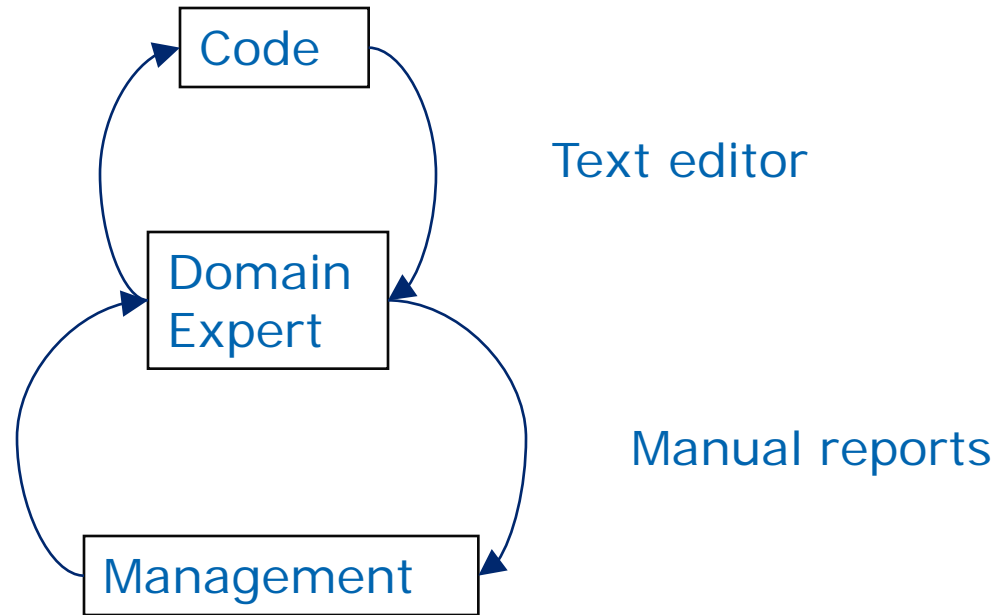 Code
Text editor
Domain
Expert
Manual reports
Management